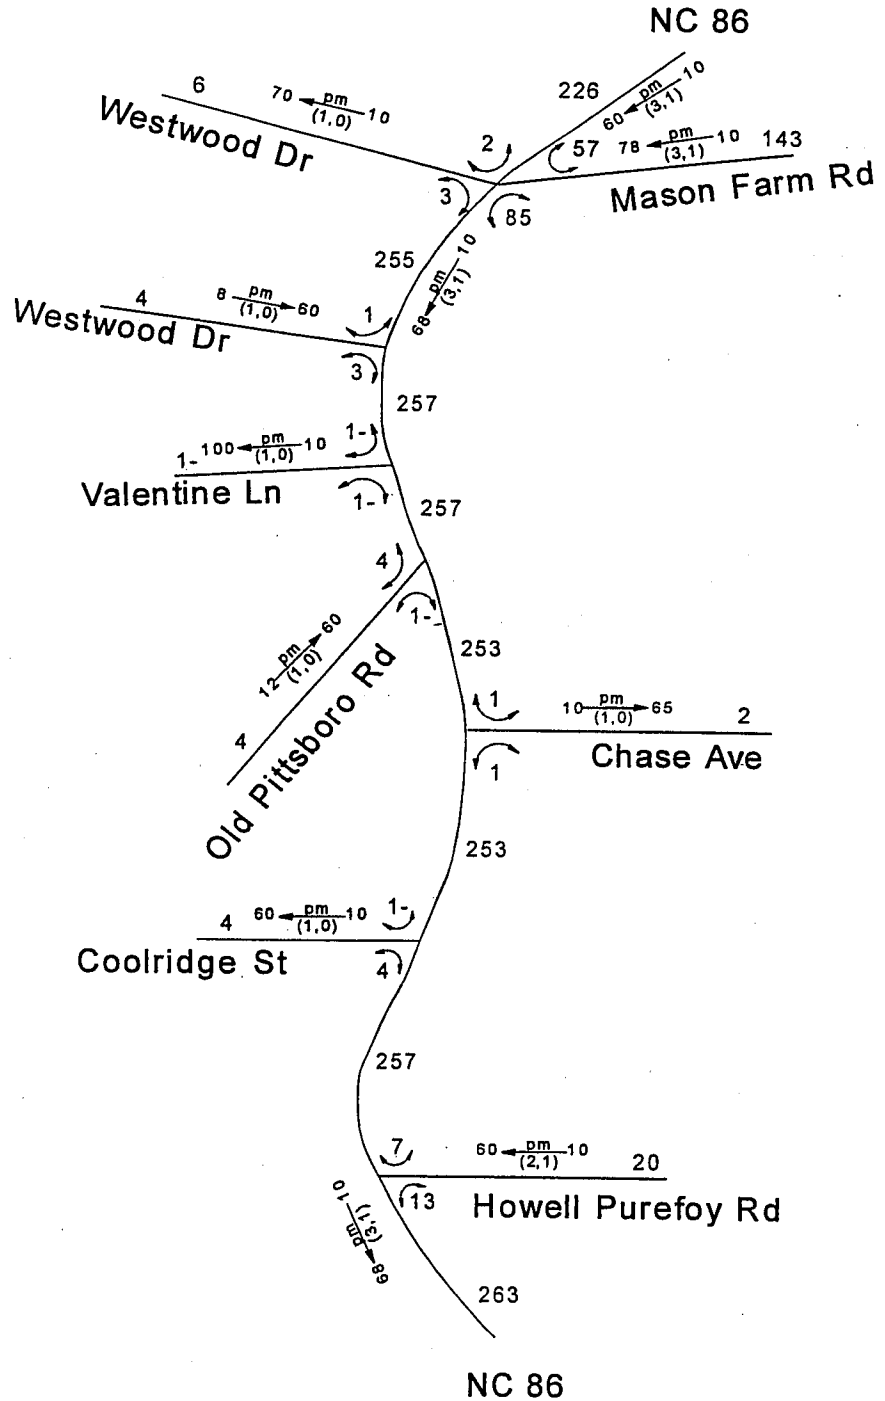 NC 86
6
70 pm 10
(1,0)
Westwood Dr
226
60 pm 10
(3,1)
2
57
78 pm 10
(3,1)
143
Mason Farm Rd
3
85
255
68 pm 10
(3,1)
4
8 pm 60
(1,0)
1
Westwood Dr
3
257
1-
1-
100 pm 10
(1,0)
Valentine Ln
1-
257
4
1-
12 pm 60
(1,0)
253
4
Old Pittsboro Rd
1
10 pm 65
(1,0)
2
Chase Ave
1
253
4
60 pm 10
(1,0)
1-
Coolridge St
4
257
7
60 pm 10
(2,1)
20
13
Howell Purefoy Rd
68 pm 10
(3,1)
263
NC 86